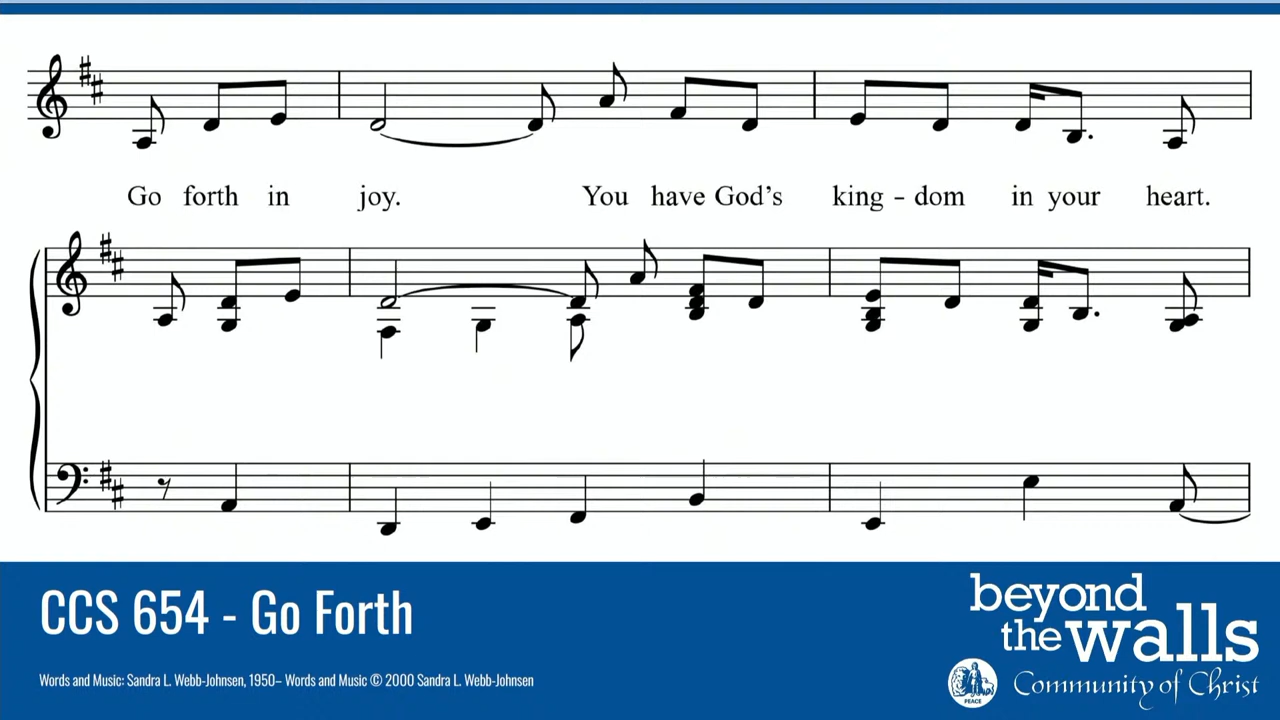 Go forth in joy. You have God's king - dom in your heart.
CCS 654 - Go Forth
Words and Music: Sandra L. Webb-Johnsen, 1950– Words and Music © 2000 Sandra L. Webb-Johnsen
beyond
the walls
PEACE
Community of Christ